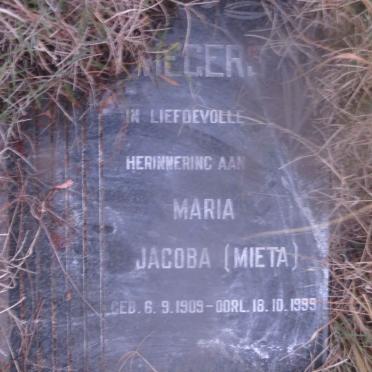 IN LIEFDEVOLLE
HERINNERING AAN
MARIA
JACOBA (MIETA)
GEB. 6. 9. 1909 - OORL. 18. 10. 1999